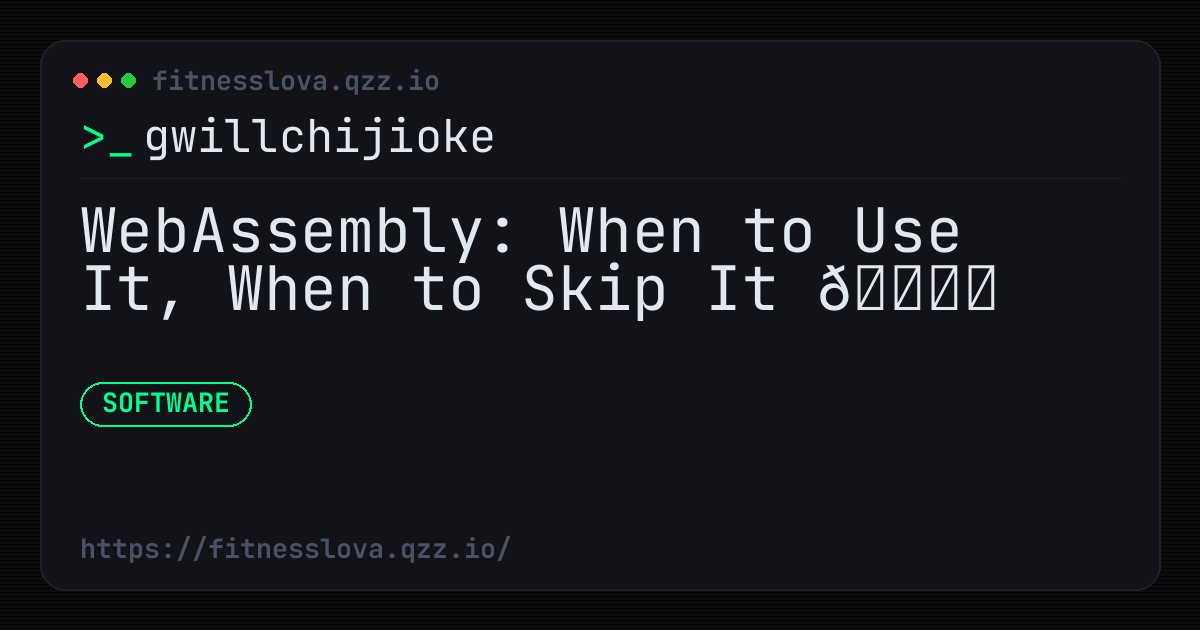 fitnesslova.qzz.io
>_ gwillchijioke
WebAssembly: When to Use
It, When to Skip It ð
SOFTWARE
https://fitnesslova.qzz.io/